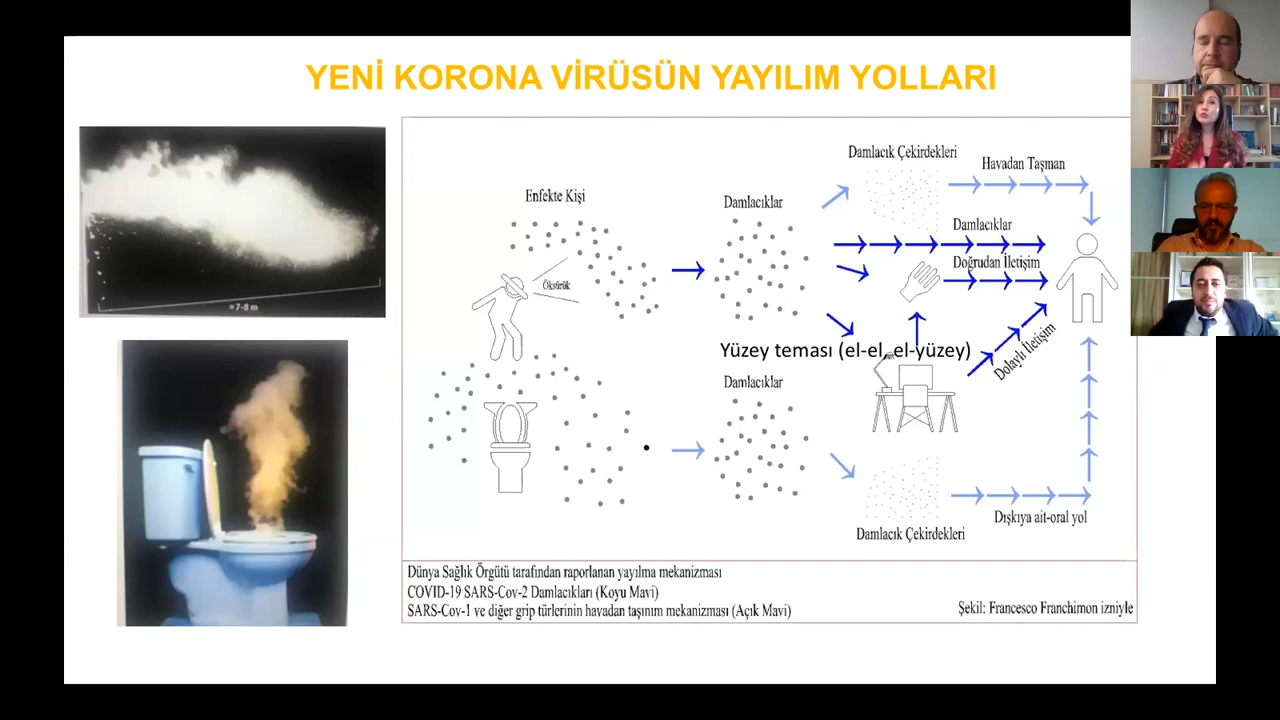 YENİ KORONA VİRÜSÜN YAYILIM YOLLARI
≈7-8 m
Enfekte Kişi
Öksürük
Damlacıklar
Damlacık Çekirdekleri
Havadan Taşınan
Damlacıklar
Doğrudan İletişim
Yüzey teması (el-el, el-yüzey)
Dolaylı İletişim
Damlacıklar
Damlacık Çekirdekleri
Dışkıya ait-oral yol
Dünya Sağlık Örgütü tarafından raporlanan yayılma mekanizması
COVID-19 SARS-Cov-2 Damlacıkları (Koyu Mavi)
SARS-Cov-1 ve diğer grip türlerinin havadan taşınım mekanizması (Açık Mavi)
Şekil: Francesco Franchimon izniyle